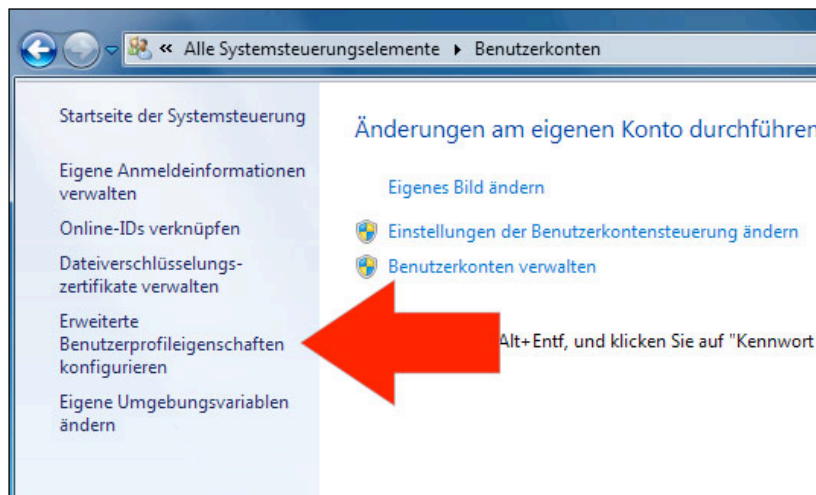 « Alle Systemsteuerungselemente ▸ Benutzerkonten
Startseite der Systemsteuerung
Eigene Anmeldeinformationen
verwalten
Online-IDs verknüpfen
Dateiverschlüsselungs-
zertifikate verwalten
Erweiterte
Benutzerprofileigenschaften
konfigurieren
Eigene Umgebungsvariablen
ändern
Änderungen am eigenen Konto durchführen
Eigenes Bild ändern
Einstellungen der Benutzerkontensteuerung ändern
Benutzerkonten verwalten
Alt+Entf, und klicken Sie auf "Kennwort